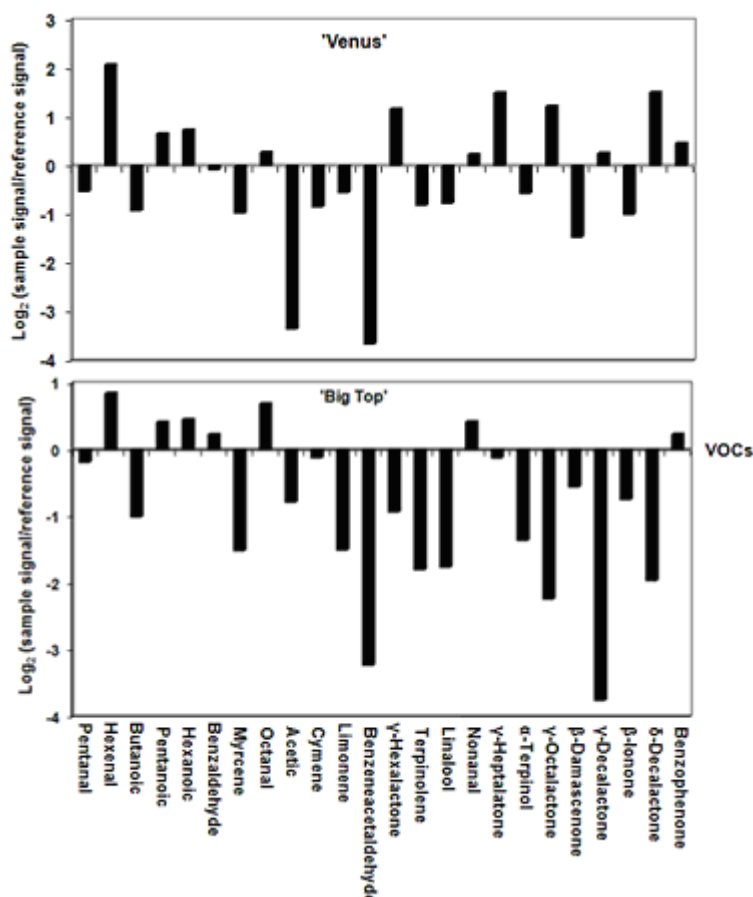 'Venus'
Log2 (sample signal/reference signal)
3
2
1
0
-1
-2
-3
-4
'Big Top'
Log2 (sample signal/reference signal)
1
0
-1
-2
-3
-4
VOCs
Pentanal
Hexenal
Butanoic
Pentanoic
Hexanoic
Benzaldehyde
Myrcene
Octanal
Acetic
Cymene
Limonene
Benzeneacetaldehyde
γ-Hexalactone
Terpinolene
Linalool
Nonanal
γ-Heptalatone
α-Terpinol
γ-Octalactone
β-Damascenone
γ-Decalactone
β-Ionone
δ-Decalactone
Benzophenone